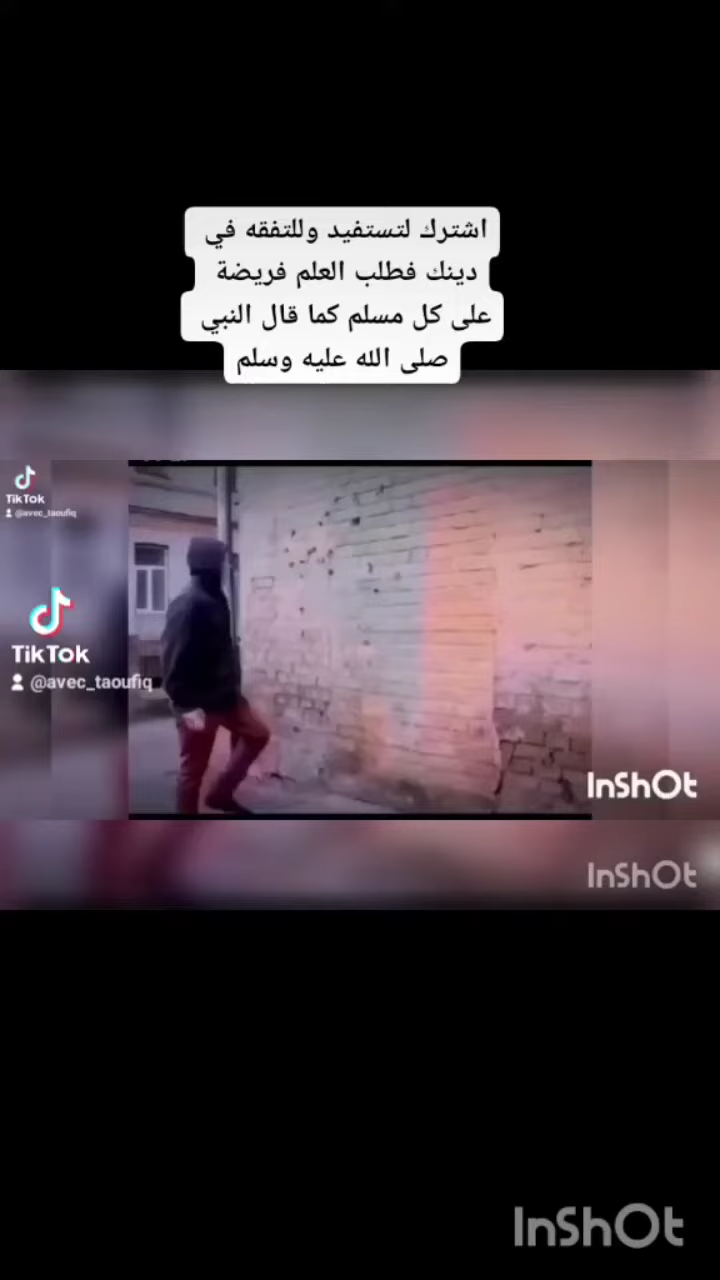 اشترك لتستفيد وللتفقه في
دينك فطلب العلم فريضة
على كل مسلم كما قال النبي
صلى الله عليه وسلم
TikTok
@avec_taoufiq
TikTok
@avec_taoufiq
InShOt
InShOt
InShOt